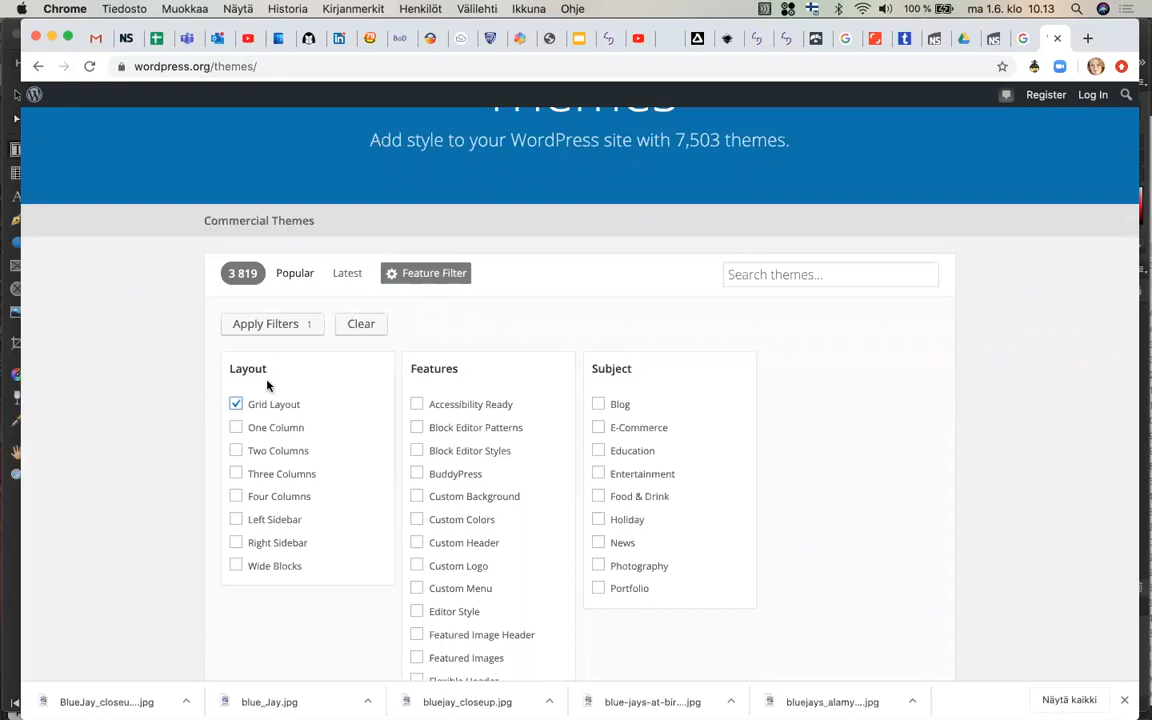 Chrome Tiedosto Muokkaa Näytä Historia Kirjanmerkit Henkilöt Välilehti Ikkuna Ohje 100 % ma 1.6. klo 10.13
NS BoD
wordpress.org/themes/
Register Log In
Themes
Add style to your WordPress site with 7,503 themes.
Commercial Themes
3 819 Popular Latest Feature Filter Search themes...
Apply Filters 1 Clear
Layout Features Subject
Grid Layout Accessibility Ready Blog
One Column Block Editor Patterns E-Commerce
Two Columns Block Editor Styles Education
Three Columns BuddyPress Entertainment
Four Columns Custom Background Food & Drink
Left Sidebar Custom Colors Holiday
Right Sidebar Custom Header News
Wide Blocks Custom Logo Photography
Custom Menu Portfolio
Editor Style
Featured Image Header
Featured Images
Flexible Header
BlueJay_closeu....jpg blue_Jay.jpg bluejay_closeup.jpg blue-jays-at-bir....jpg bluejays_alamy....jpg Näytä kaikki